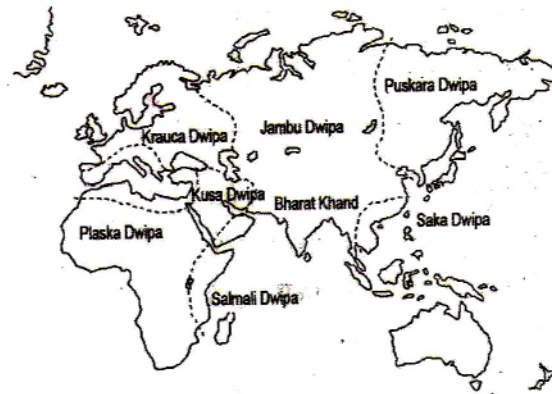 Puskara Dwipa
Krauca Dwipa
Jambu Dwipa
Kusa Dwipa
Bharat Khand
Plaska Dwipa
Saka Dwipa
Salmali Dwipa